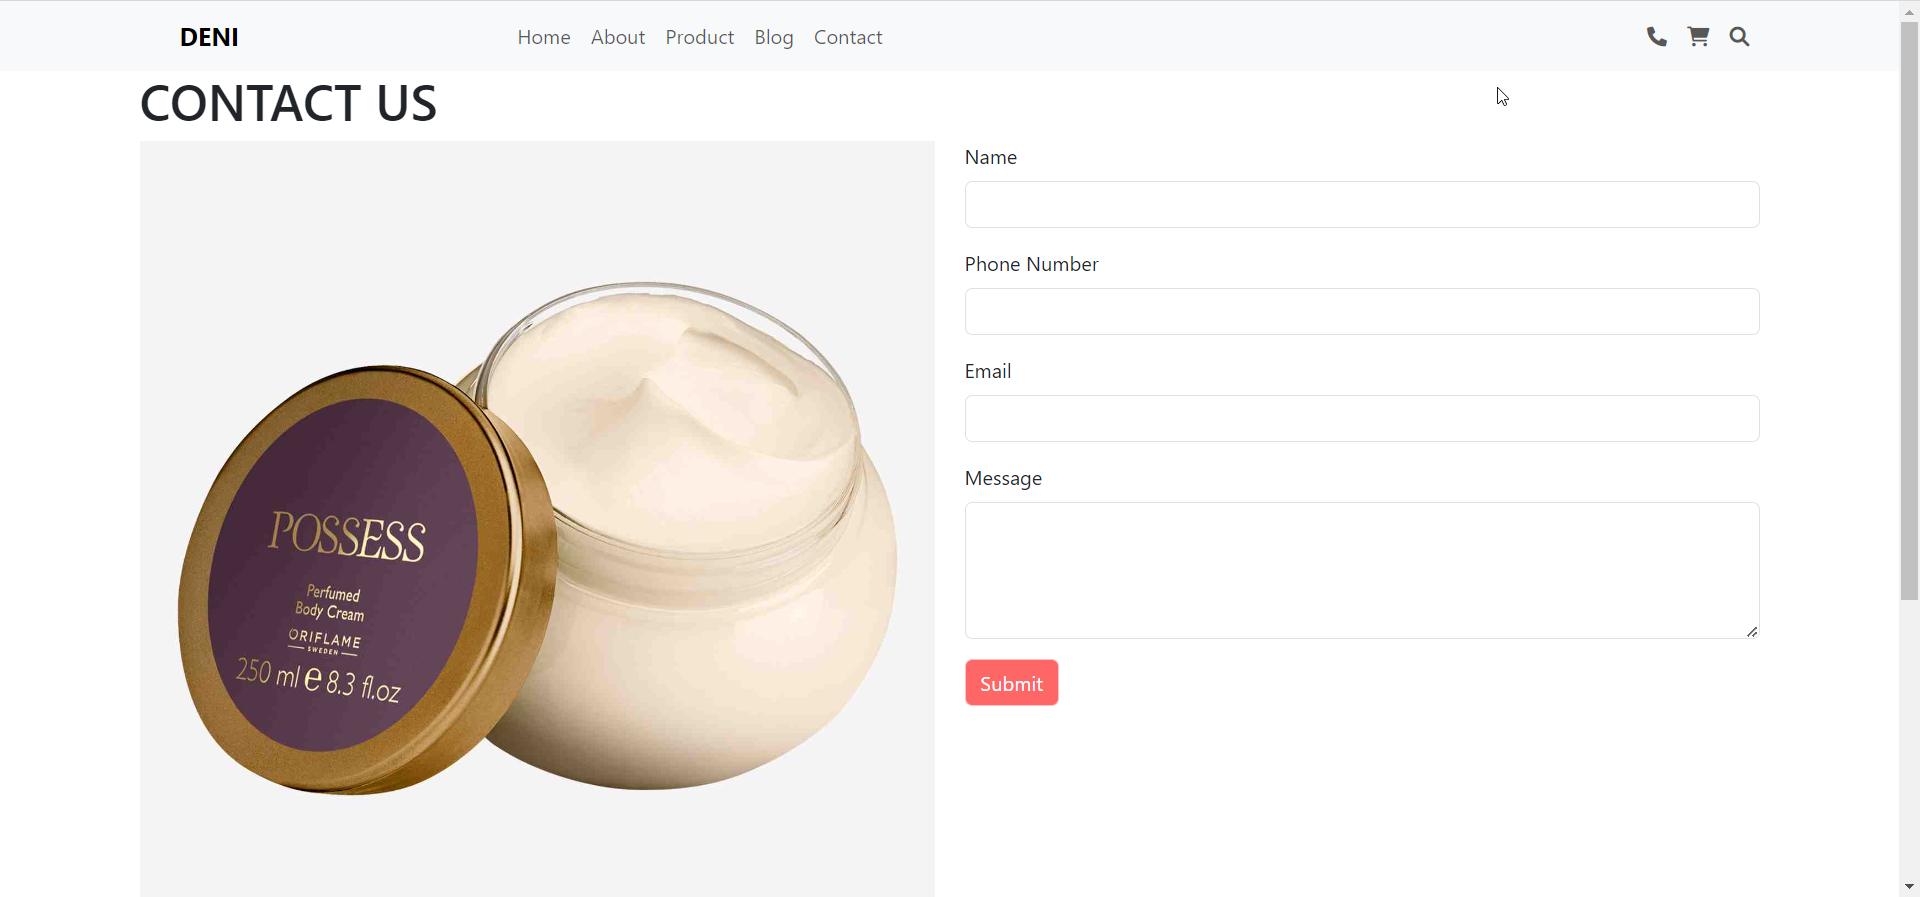 DENI
Home About Product Blog Contact
CONTACT US
Name
Phone Number
Email
Message
Submit
POSSESS
Perfumed
Body Cream
ORIFLAME
SWEDEN
250 ml e 8.3 fl.oz